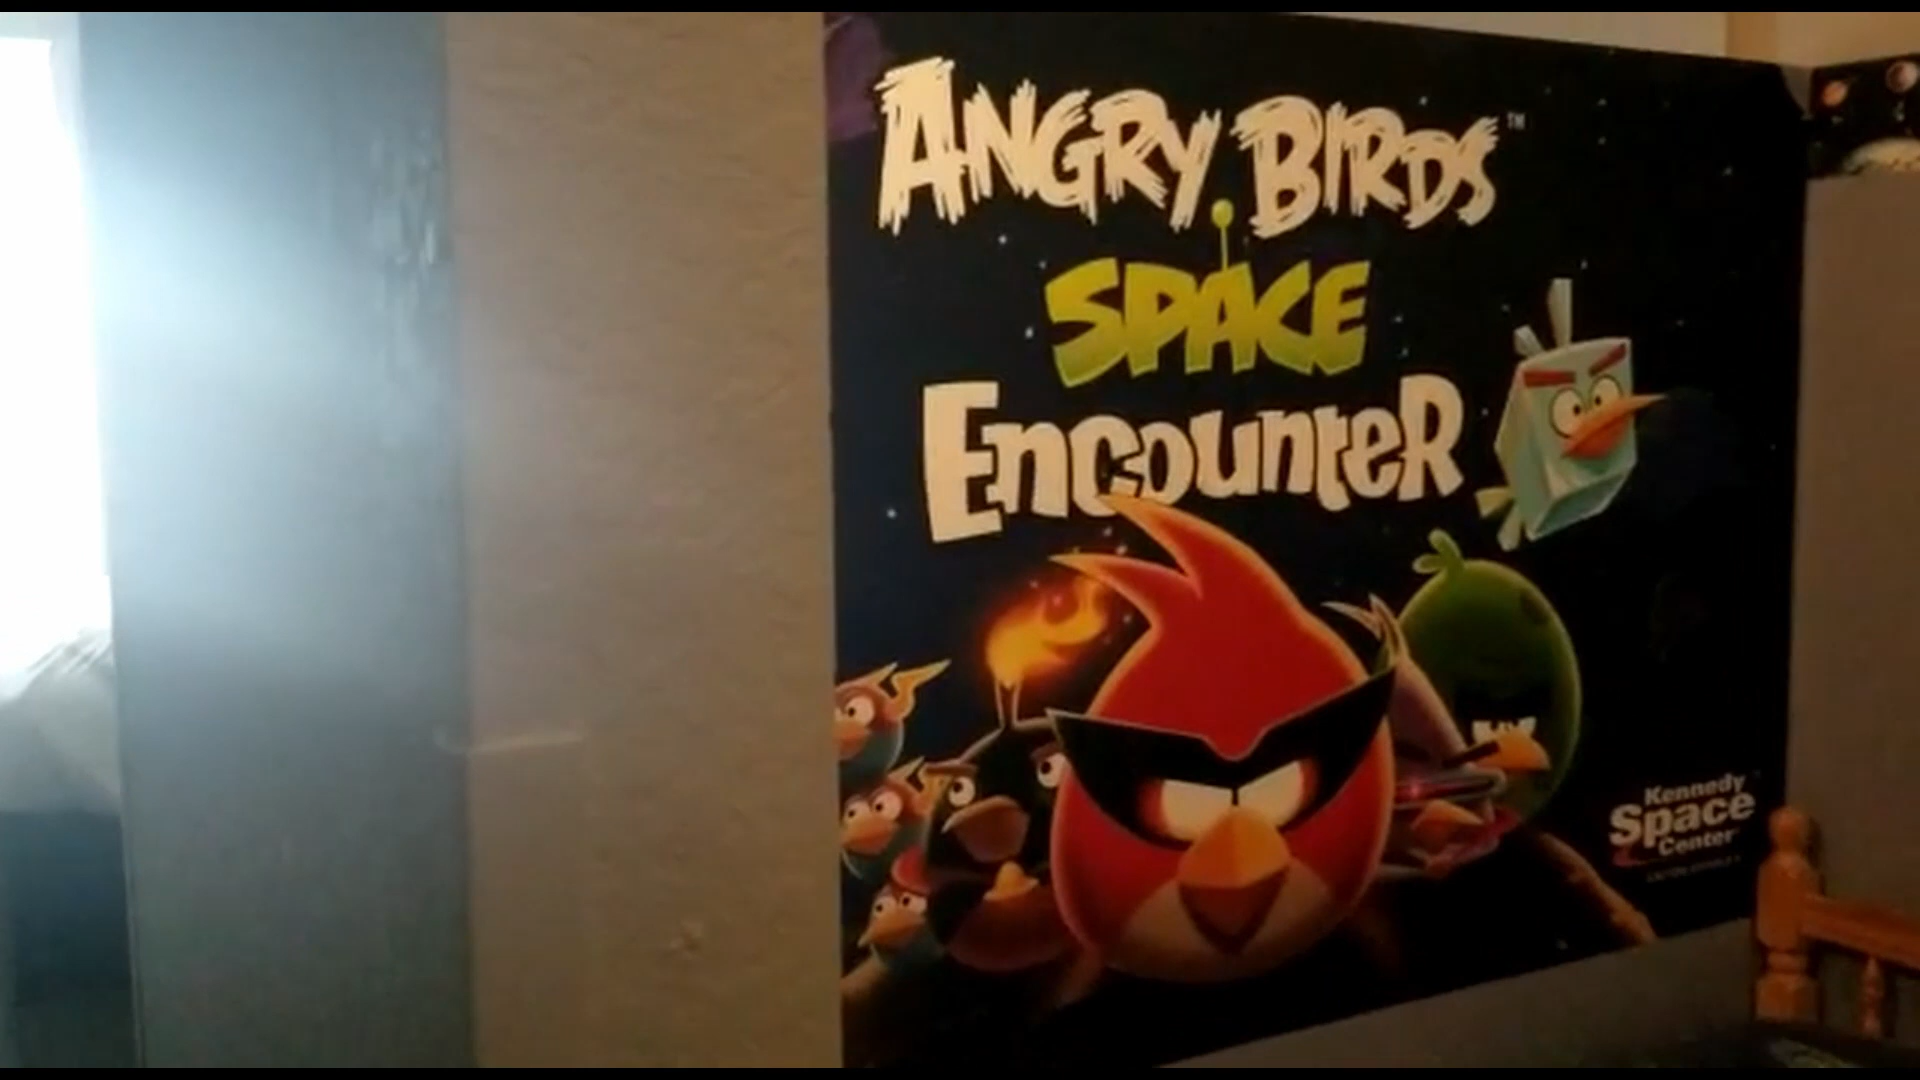 ANGRY BIRDS™
SPACE
ENCOUNTER
Kennedy
Space
Center